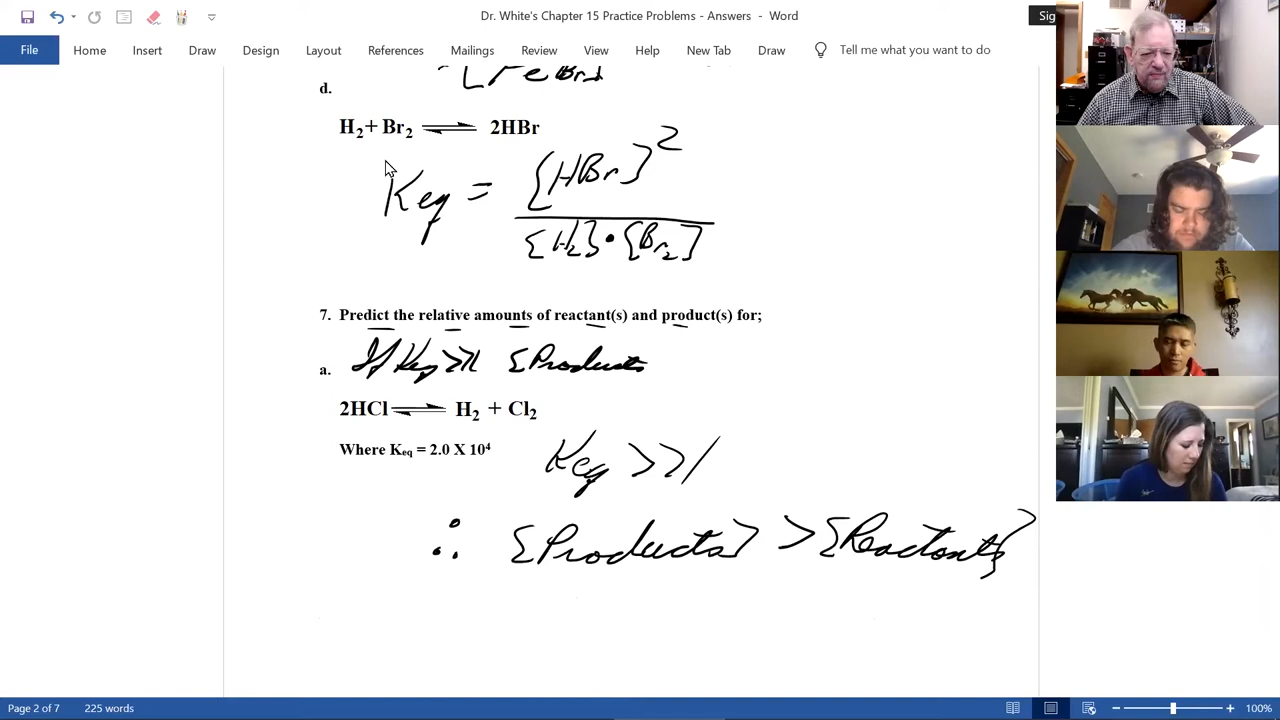 Dr. White's Chapter 15 Practice Problems - Answers - Word
Sig
File Home Insert Draw Design Layout References Mailings Review View Help New Tab Draw Tell me what you want to do
d.
H₂+ Br₂ ⇌ 2HBr
Keq = [HBr]²
[H₂]•[Br₂]
7. Predict the relative amounts of reactant(s) and product(s) for;
If Keq >>1 [Products
a.
2HCl ⇌ H₂ + Cl₂
Where Keq = 2.0 X 10⁴
Keq >>1
∴ [Products] > [Reactants]
Page 2 of 7 225 words 100%